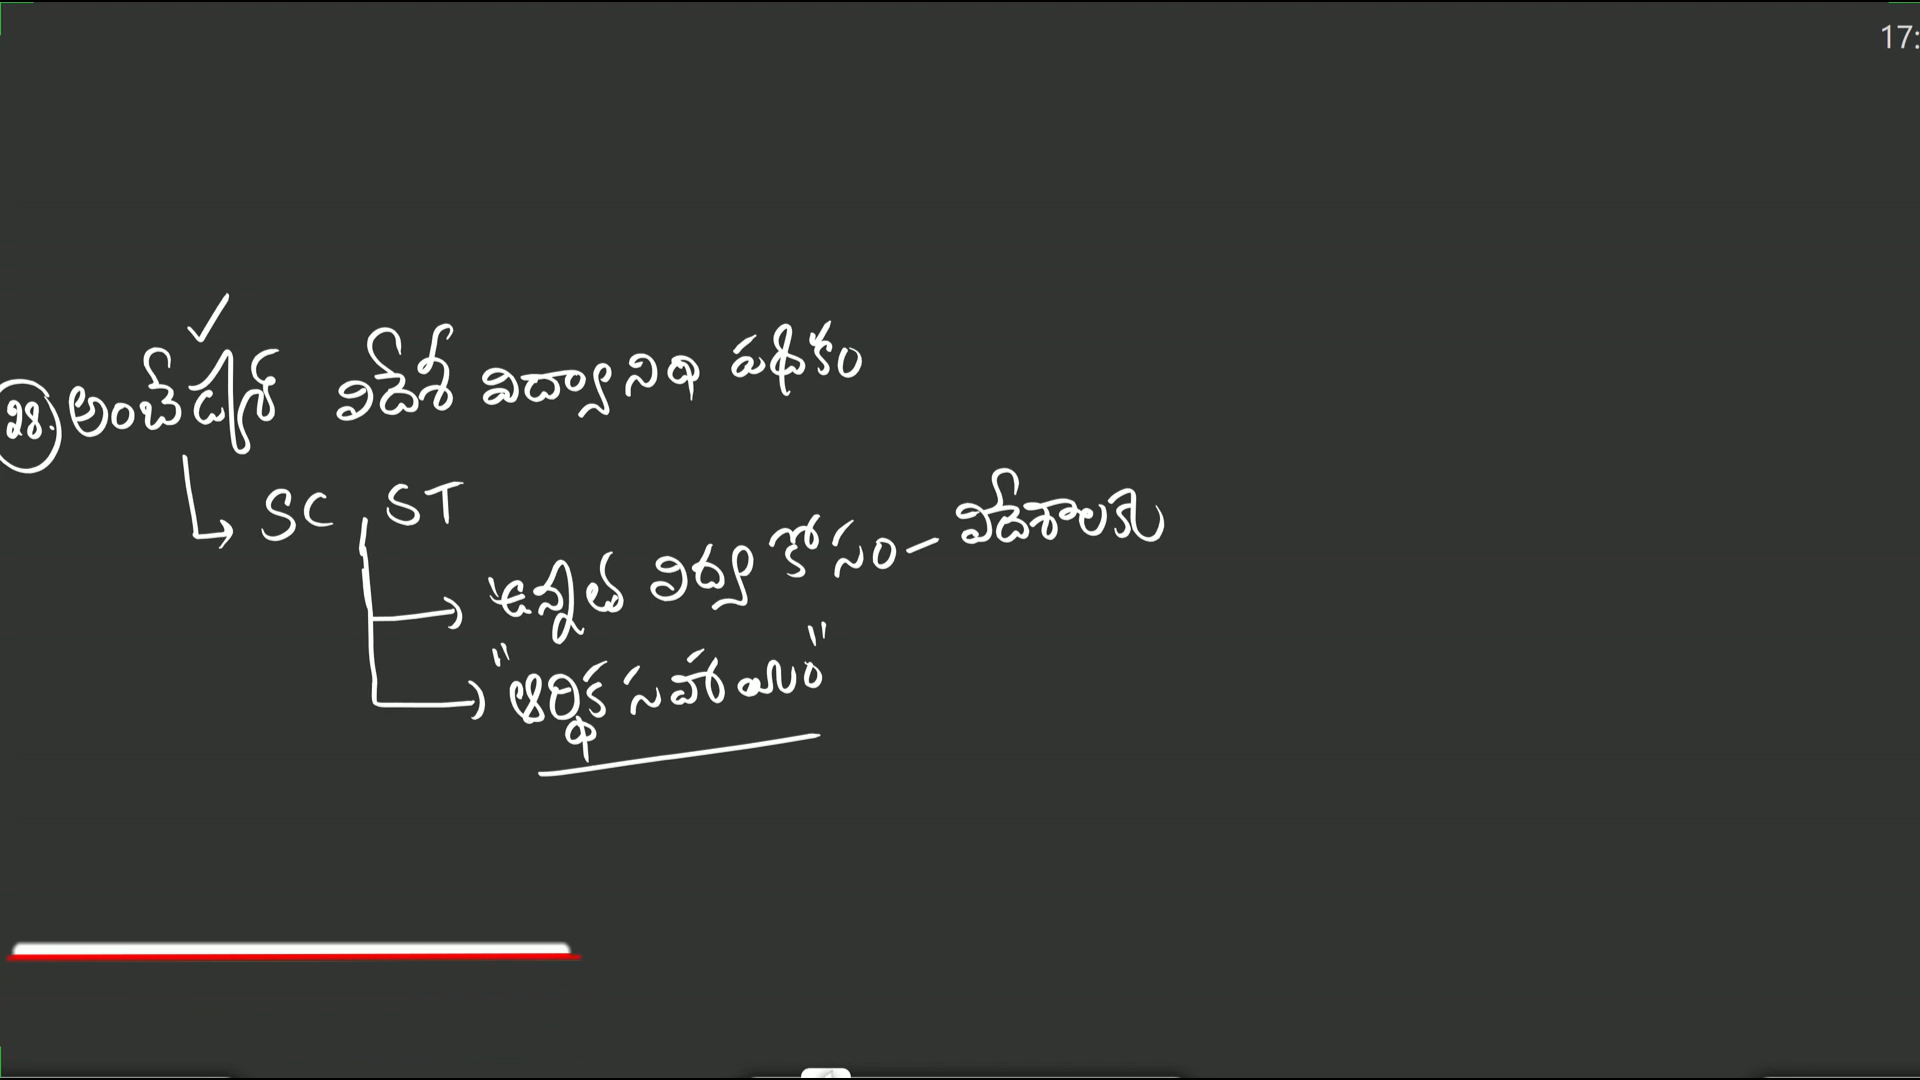 17:
28. అంబేడ్కర్ విదేశీ విద్యానిధి పథకం
SC, ST
ఉన్నత విద్య కోసం - విదేశాలకు
"ఆర్థిక సహాయం"